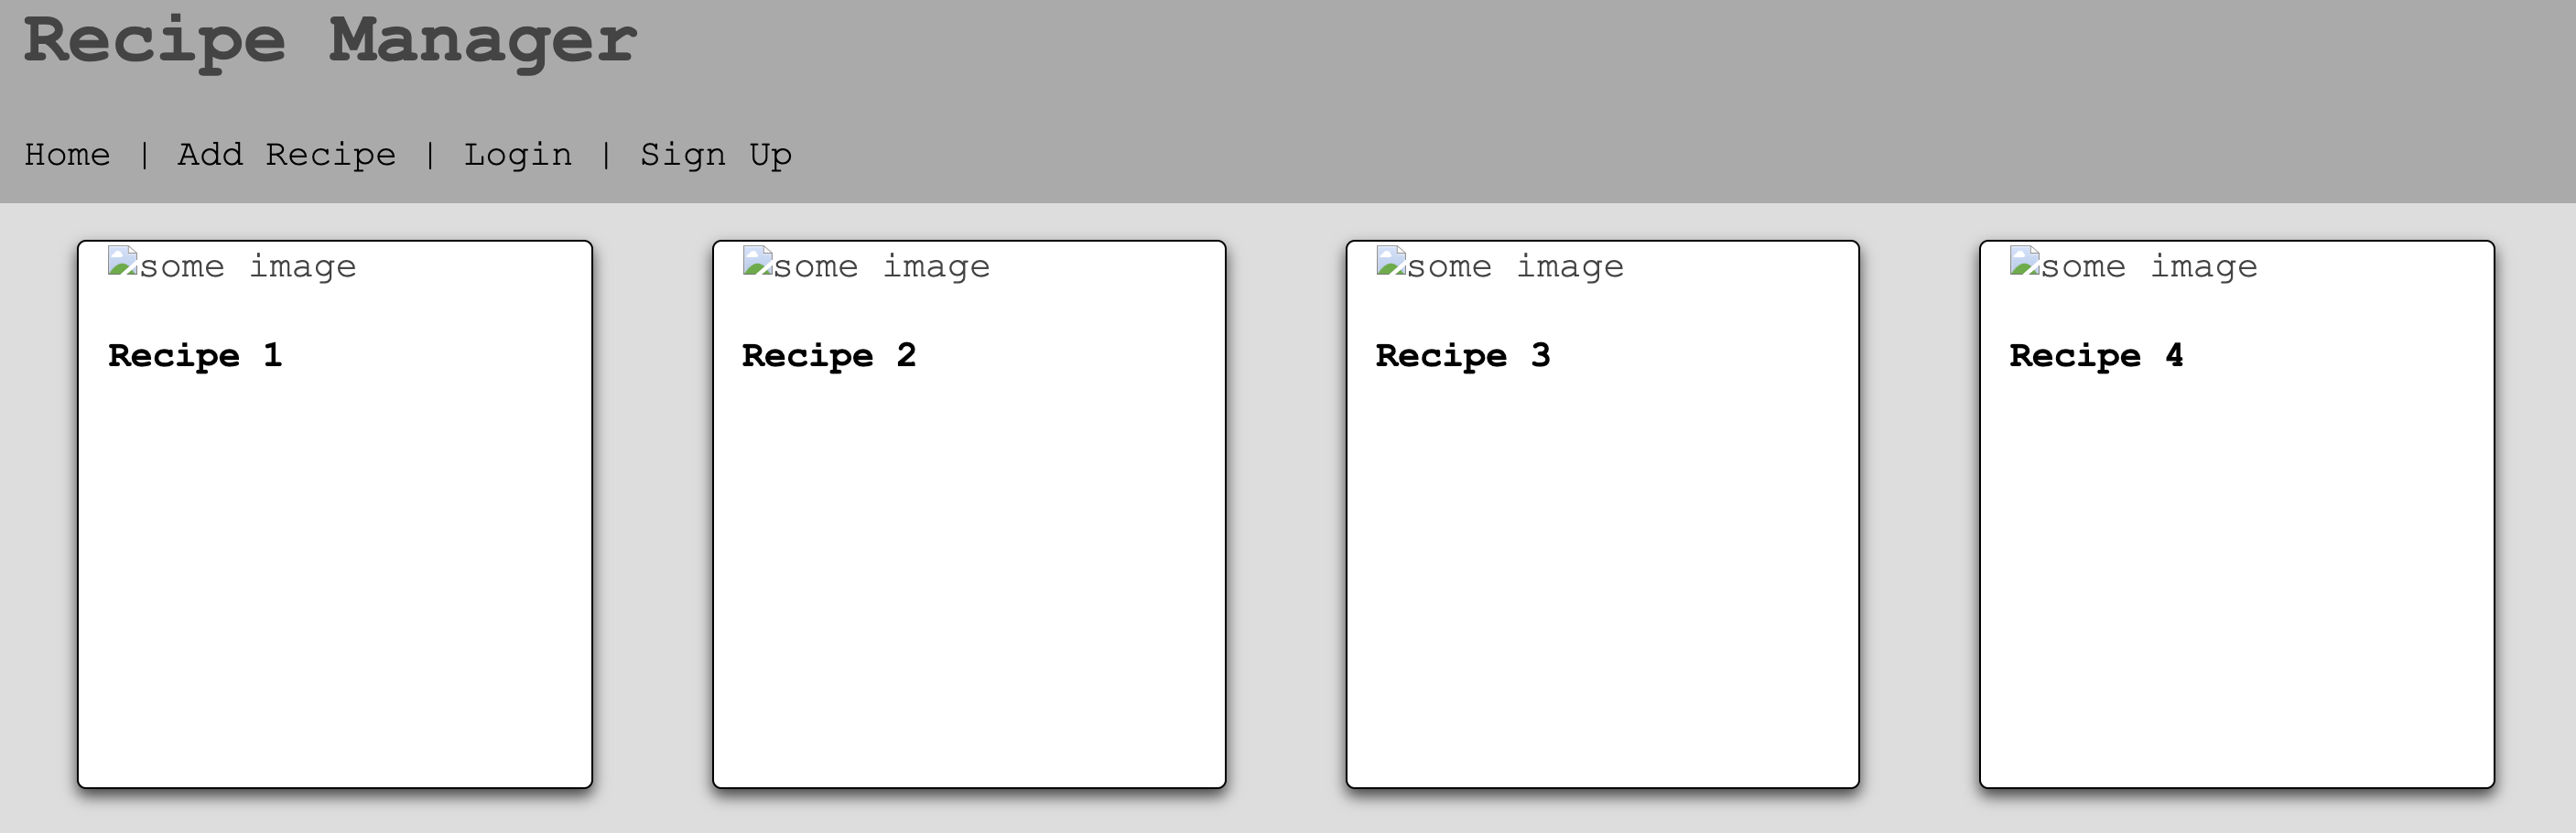 Recipe Manager
Home | Add Recipe | Login | Sign Up
some image some image some image some image
Recipe 1 Recipe 2 Recipe 3 Recipe 4